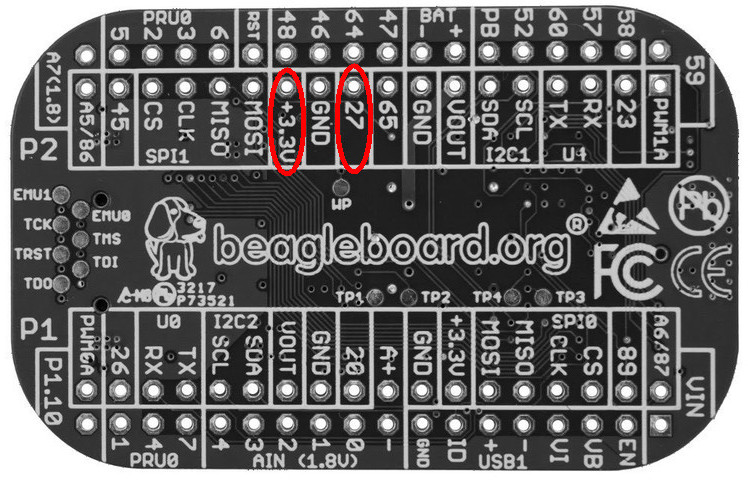 PRU0 BAT
A7(1.8) 5 2 3 6 RST 48 46 64 47 - + PB 52 60 57 58 59
P2 A5/86 45 CS CLK MISO MOSI +3.3V GND 27 65 GND VOUT SDA SCL TX RX 23 PWM1A
SPI1 I2C1 U4
EMU1 EMU0 WP
TCK TMS
TRST TDI
TDO
beagleboard.org®
FC
CE
94V-0
3217
P73521
TP1 TP2 TP4 TP3
P1 U0 I2C2 SPI0
PWM0A 26 RX TX SCL SDA VOUT GND 20 A+ GND +3.3V MOSI MISO CLK CS 89 A6/87
P1.10 1 4 7 4 3 2 1 0 - GND ID + - VI VB EN VIN
PRU0 AIN (1.8V) USB1